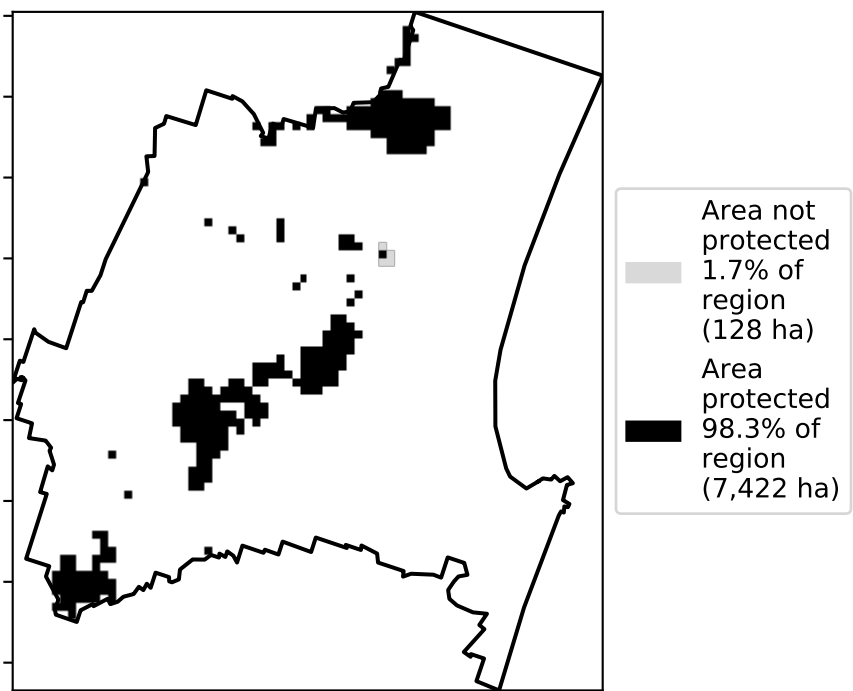 Area not
protected
1.7% of
region
(128 ha)
Area
protected
98.3% of
region
(7,422 ha)